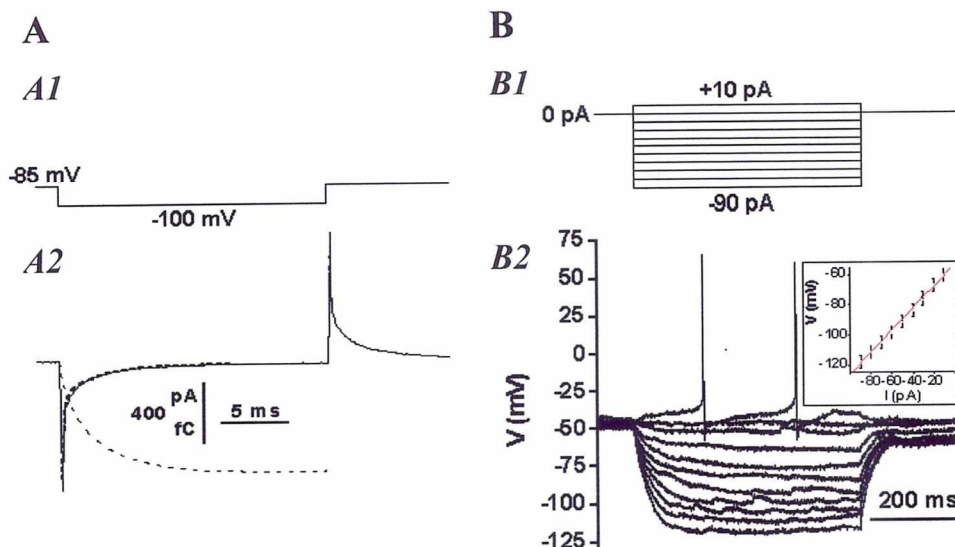 A
A1
-85 mV
-100 mV
A2
400 pA
fC
5 ms
B
B1
+10 pA
0 pA
-90 pA
B2
75
50
25
0
-25
-50
-75
-100
-125
V (mV)
200 ms
-60
-80
-100
-120
V (mV)
-80 -60 -40 -20
I (pA)